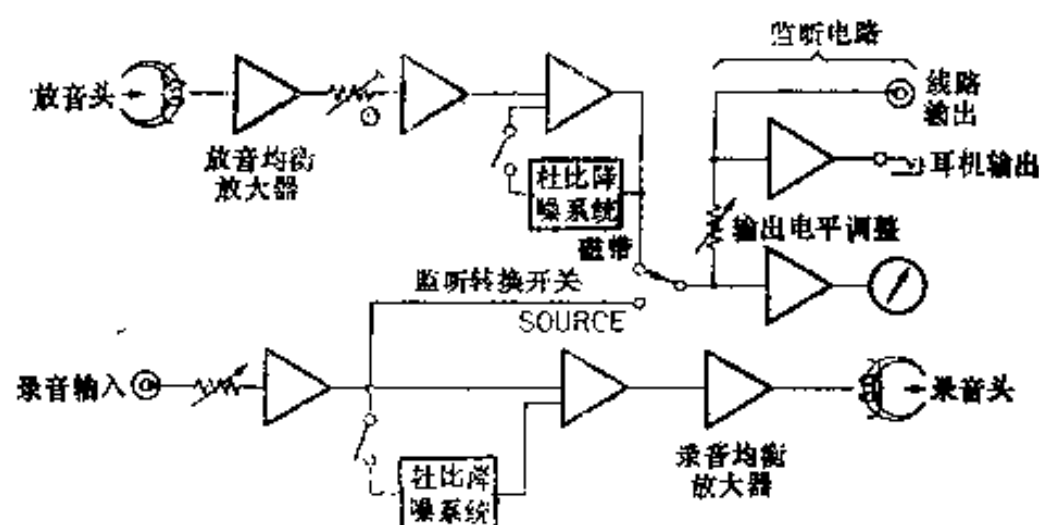 监听电路
放音头
线路
输出
放音均衡
放大器
耳机输出
杜比降
噪系统
输出电平调整
磁带
监听转换开关
SOURCE
录音输入
录音头
杜比降
噪系统
录音均衡
放大器